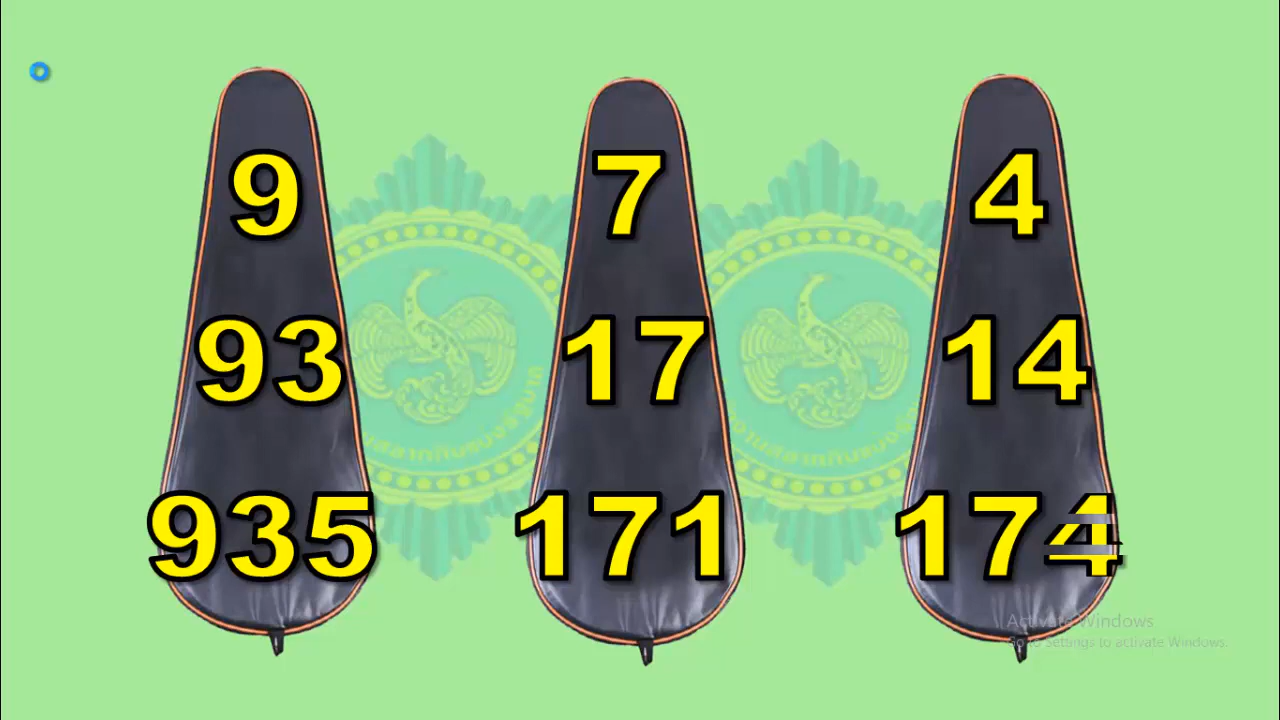 9 7 4
93 17 14
935 171 174
Activate Windows
Go to Settings to activate Windows.